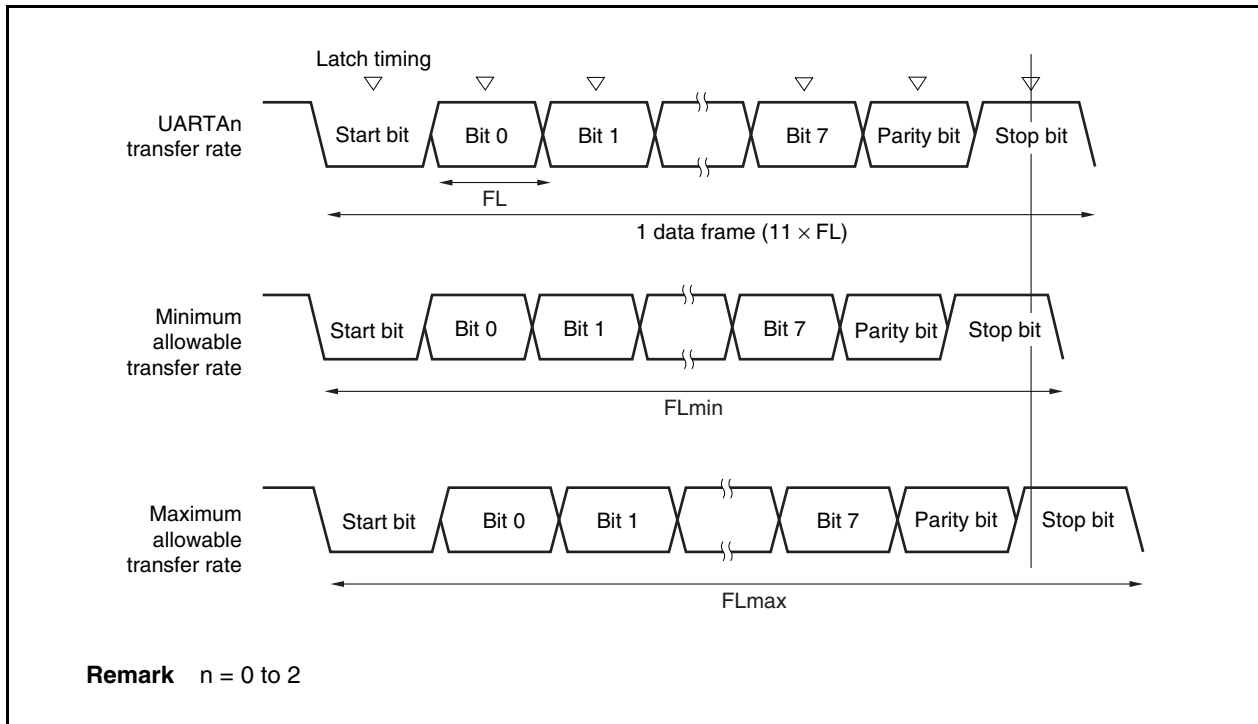 Latch timing
UARTAn
transfer rate
Start bit
Bit 0
Bit 1
Bit 7
Parity bit
Stop bit
FL
1 data frame (11 × FL)
Minimum
allowable
transfer rate
Start bit
Bit 0
Bit 1
Bit 7
Parity bit
Stop bit
FLmin
Maximum
allowable
transfer rate
Start bit
Bit 0
Bit 1
Bit 7
Parity bit
Stop bit
FLmax
Remark n = 0 to 2